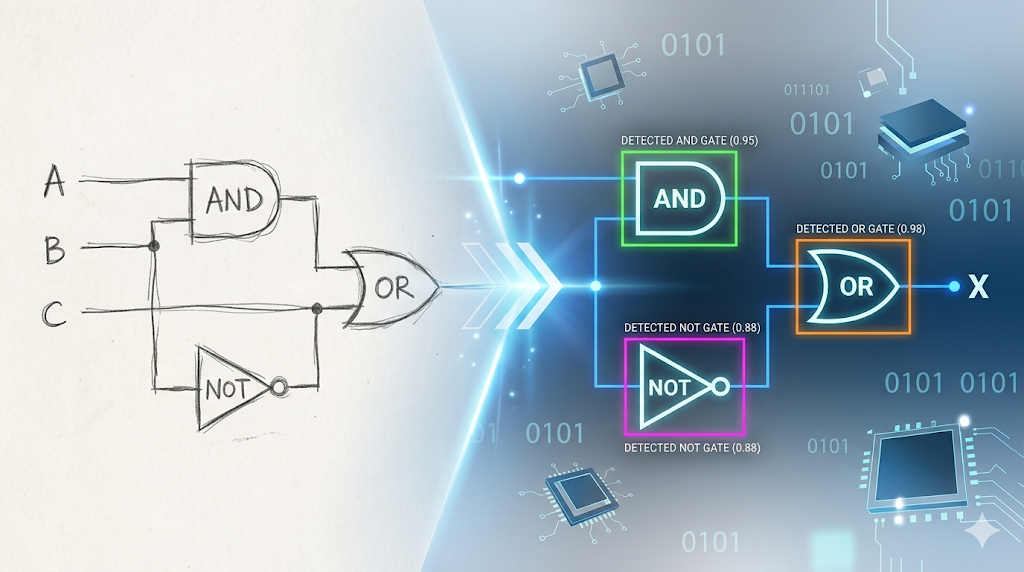 A
AND
B
OR
C
NOT
0101
011101
0101
0101
0110
0101
DETECTED AND GATE (0.95)
AND
DETECTED OR GATE (0.98)
OR
X
DETECTED NOT GATE (0.88)
NOT
DETECTED NOT GATE (0.88)
0101 0101
01
0101
0101
0101